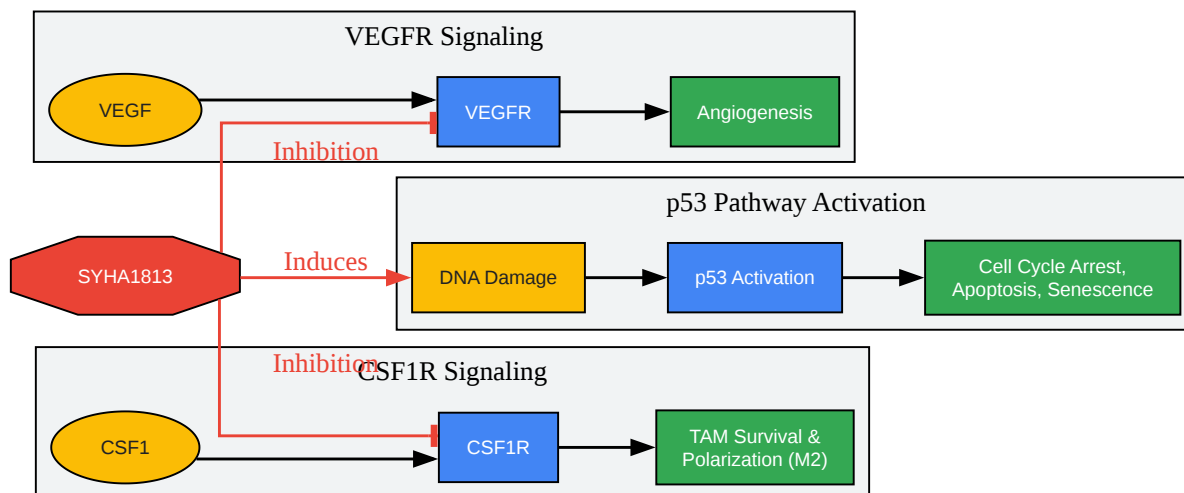 VEGFR Signaling
VEGF
VEGFR
Angiogenesis
Inhibition
p53 Pathway Activation
SYHA1813
Induces
DNA Damage
p53 Activation
Cell Cycle Arrest,
Apoptosis, Senescence
Inhibition
CSF1R Signaling
CSF1
CSF1R
TAM Survival &
Polarization (M2)